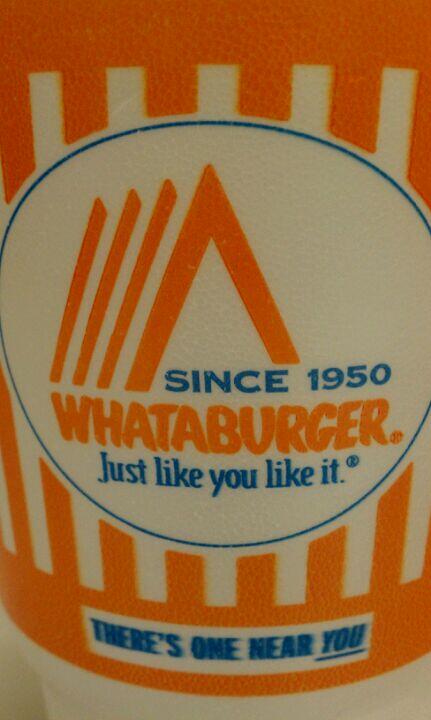 SINCE 1950
WHATABURGER®
Just like you like it.®
THERE'S ONE NEAR YOU